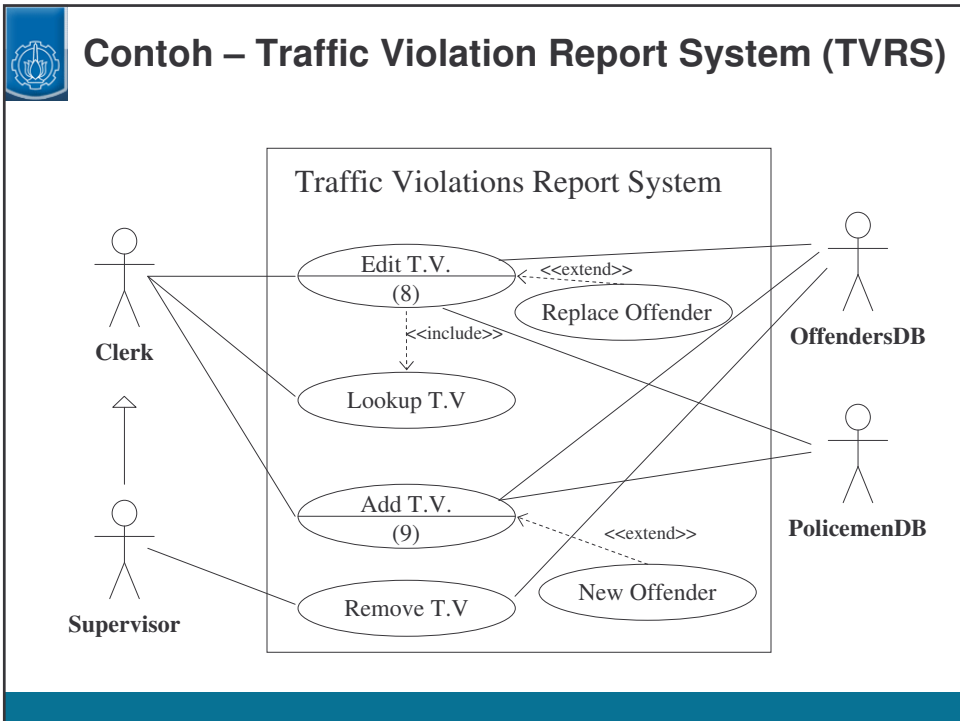 Contoh – Traffic Violation Report System (TVRS)
Traffic Violations Report System
Edit T.V.
(8)
<<extend>>
Replace Offender
<<include>>
Lookup T.V
Add T.V.
(9)
<<extend>>
New Offender
Remove T.V
Clerk
Supervisor
OffendersDB
PolicemenDB